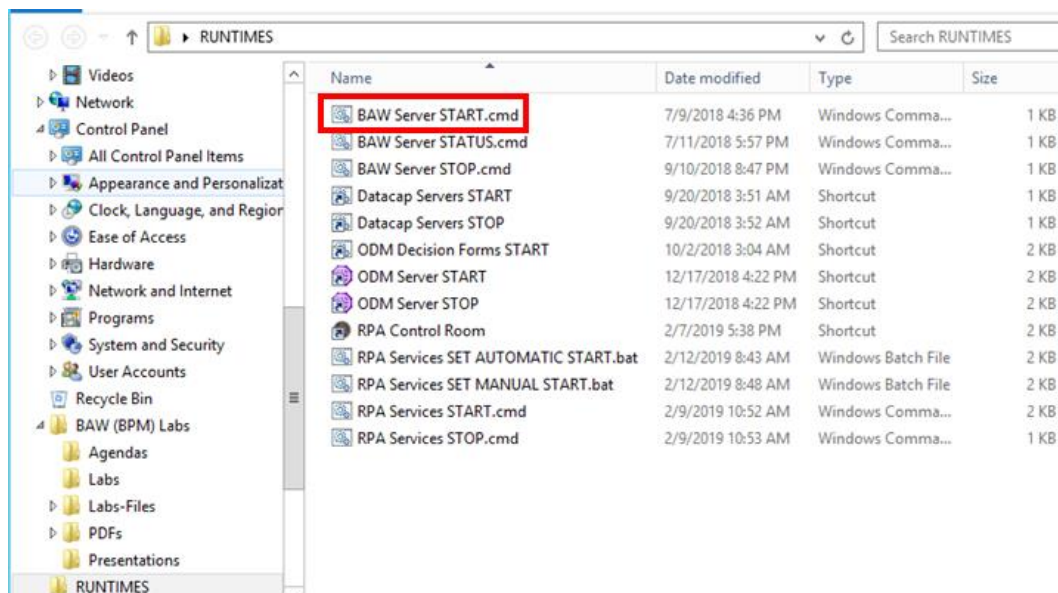 RUNTIMES
Search RUNTIMES
Videos
Network
Control Panel
All Control Panel Items
Appearance and Personalizat
Clock, Language, and Region
Ease of Access
Hardware
Network and Internet
Programs
System and Security
User Accounts
Recycle Bin
BAW (BPM) Labs
Agendas
Labs
Labs-Files
PDFs
Presentations
RUNTIMES
Name Date modified Type Size
BAW Server START.cmd 7/9/2018 4:36 PM Windows Comma... 1 KB
BAW Server STATUS.cmd 7/11/2018 5:57 PM Windows Comma... 1 KB
BAW Server STOP.cmd 9/10/2018 8:47 PM Windows Comma... 1 KB
Datacap Servers START 9/20/2018 3:51 AM Shortcut 1 KB
Datacap Servers STOP 9/20/2018 3:52 AM Shortcut 1 KB
ODM Decision Forms START 10/2/2018 3:04 AM Shortcut 2 KB
ODM Server START 12/17/2018 4:22 PM Shortcut 2 KB
ODM Server STOP 12/17/2018 4:22 PM Shortcut 2 KB
RPA Control Room 2/7/2019 5:38 PM Shortcut 2 KB
RPA Services SET AUTOMATIC START.bat 2/12/2019 8:43 AM Windows Batch File 2 KB
RPA Services SET MANUAL START.bat 2/12/2019 8:48 AM Windows Batch File 2 KB
RPA Services START.cmd 2/9/2019 10:52 AM Windows Comma... 2 KB
RPA Services STOP.cmd 2/9/2019 10:53 AM Windows Comma... 1 KB